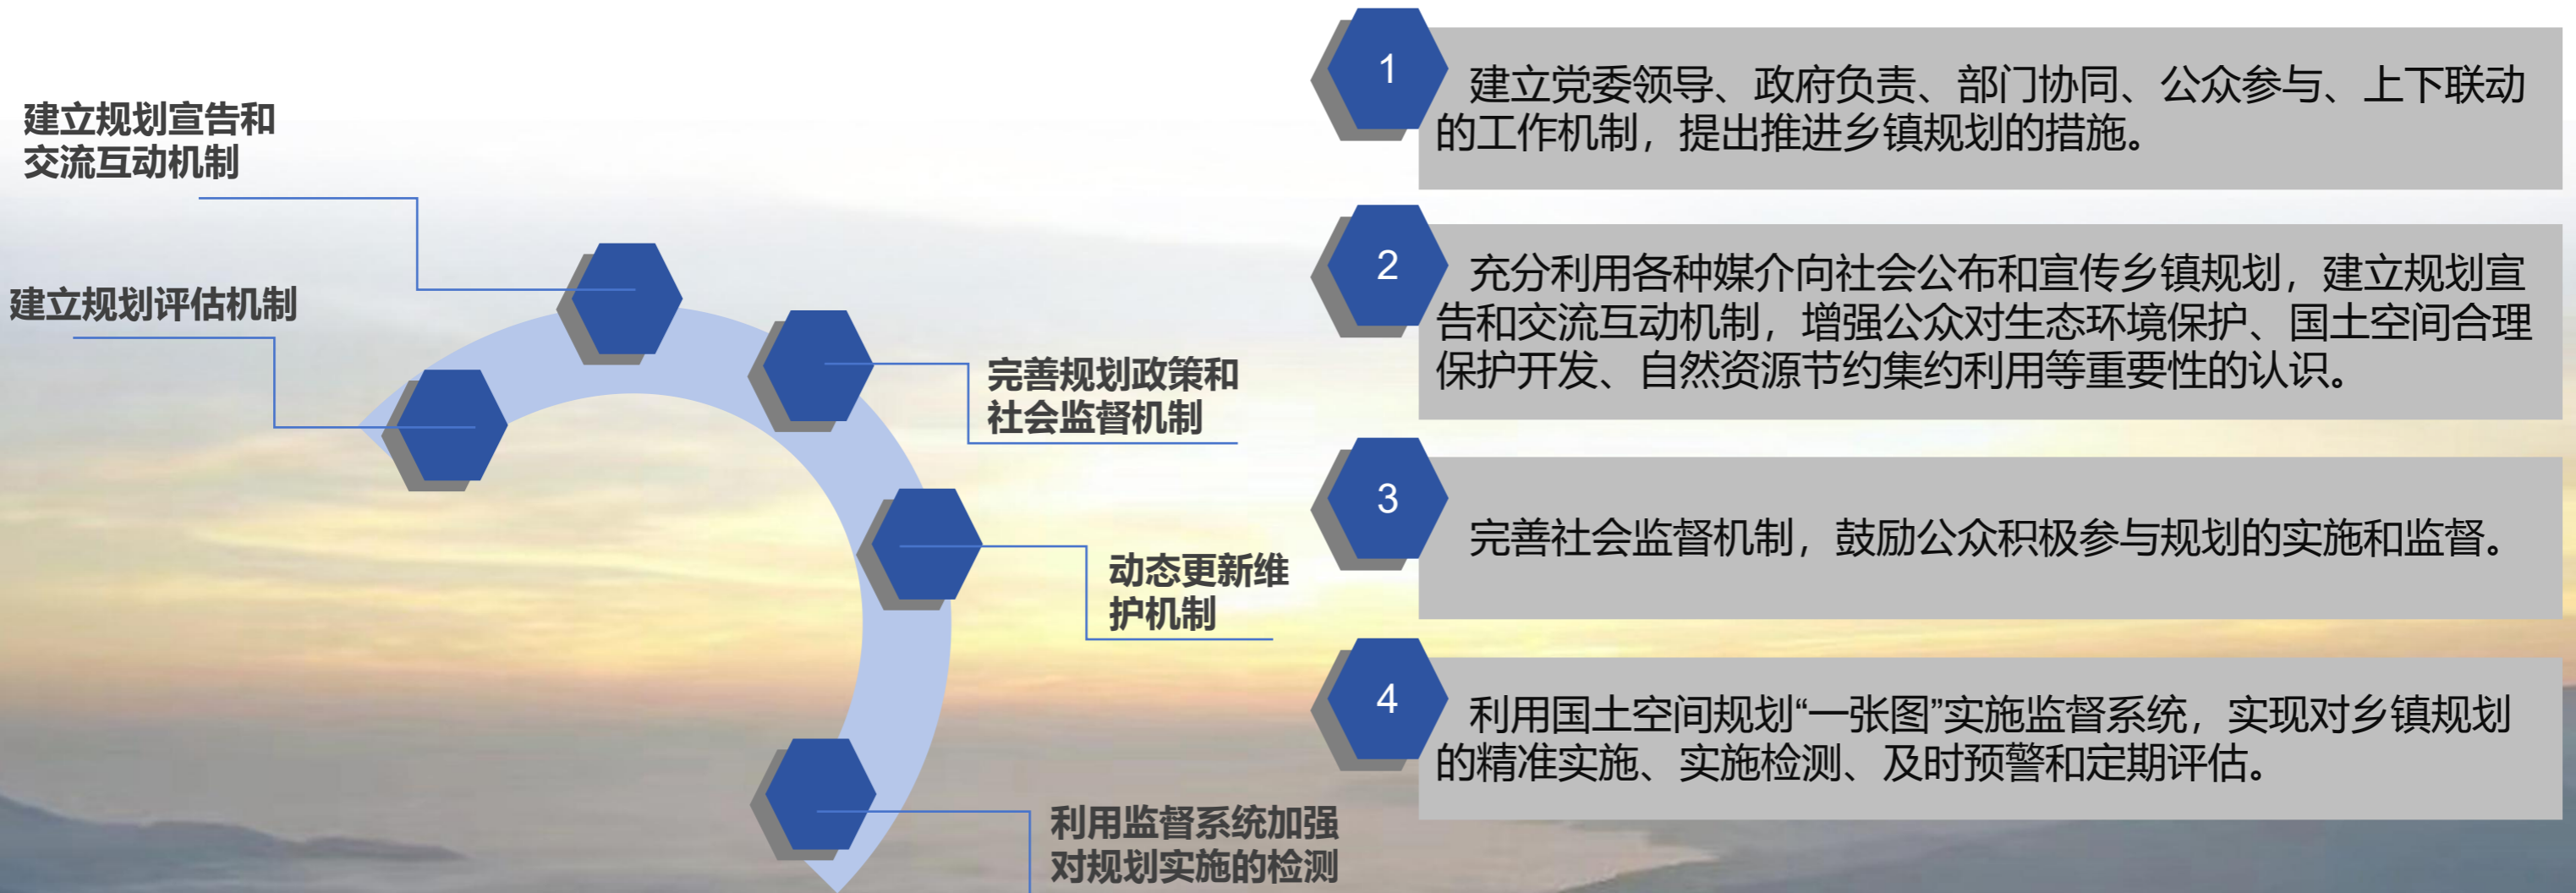 建立规划宣告和
交流互动机制
建立规划评估机制
完善规划政策和
社会监督机制
动态更新维
护机制
利用监督系统加强
对规划实施的检测
1
建立党委领导、政府负责、部门协同、公众参与、上下联动
的工作机制，提出推进乡镇规划的措施。
2
充分利用各种媒介向社会公布和宣传乡镇规划，建立规划宣
告和交流互动机制，增强公众对生态环境保护、国土空间合理
保护开发、自然资源节约集约利用等重要性的认识。
3
完善社会监督机制，鼓励公众积极参与规划的实施和监督。
4
利用国土空间规划“一张图”实施监督系统，实现对乡镇规划
的精准实施、实施检测、及时预警和定期评估。